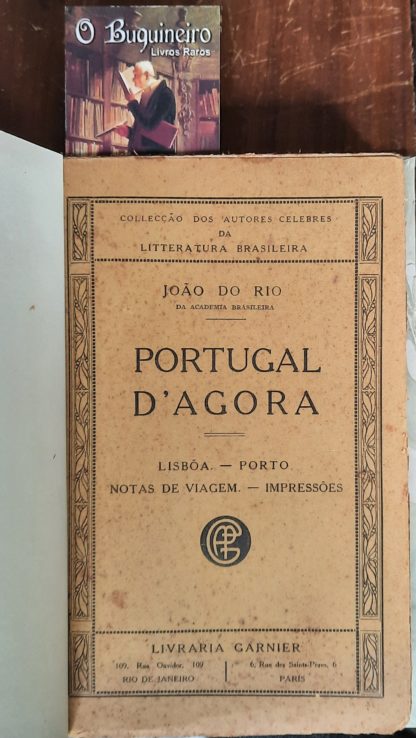 O Buquineiro
Livros Raros
COLLECÇÃO DOS AUTORES CELEBRES
DA
LITTERATURA BRASILEIRA
JOÃO DO RIO
DA ACADEMIA BRASILEIRA
PORTUGAL
D'AGORA
LISBÔA. — PORTO
NOTAS DE VIAGEM. — IMPRESSÕES
LIVRARIA GARNIER
109, Rua Ouvidor, 109
RIO DE JANEIRO
6, Rue des Saints-Pères, 6
PARIS